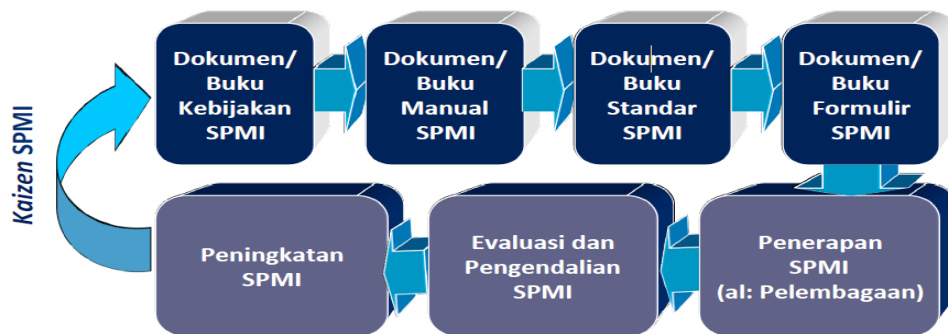 Kaizen SPMI
Dokumen/
Buku
Kebijakan
SPMI
Dokumen/
Buku
Manual
SPMI
Dokumen/
Buku
Standar
SPMI
Dokumen/
Buku
Formulir
SPMI
Penerapan
SPMI
(al: Pelembagaan)
Evaluasi dan
Pengendalian
SPMI
Peningkatan
SPMI